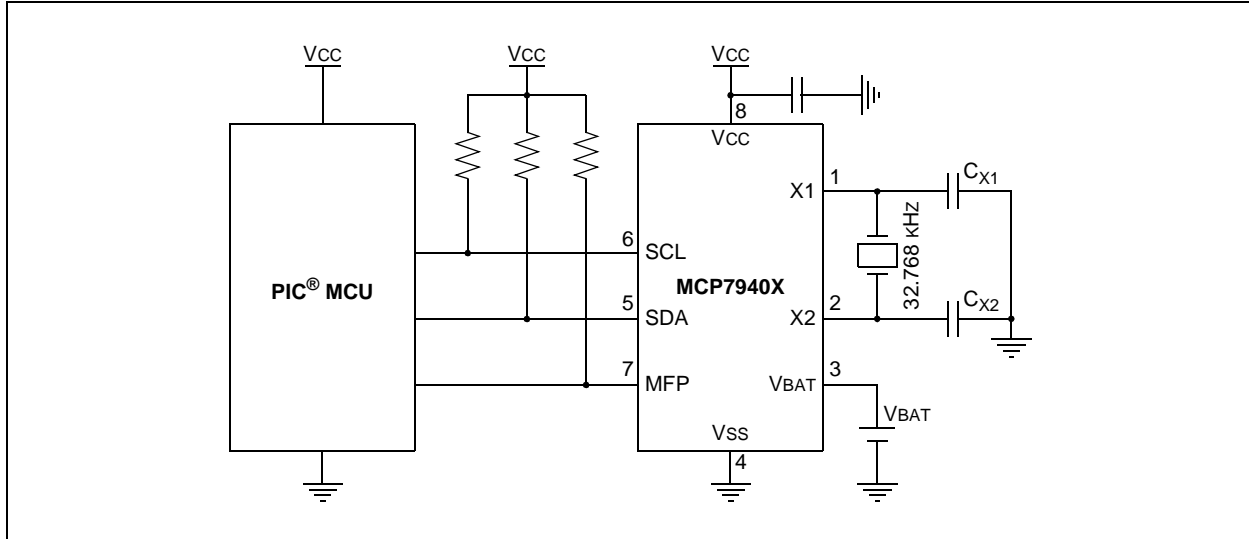 VCC
VCC
VCC
8
VCC
1
CX1
X1
32.768 KHZ
6
SCL
PIC® MCU
MCP7940X
5
SDA
2
CX2
X2
7
MFP
3
VBAT
VBAT
VSS
4